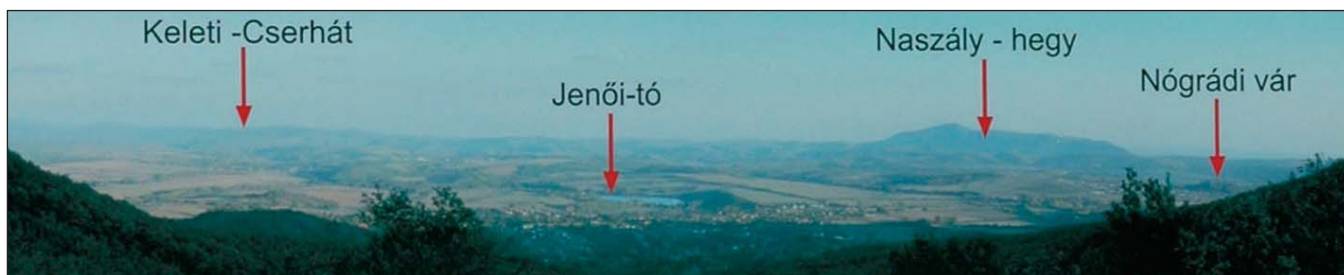 Keleti -Cserhát
Jenői-tó
Naszály - hegy
Nógrádi vár